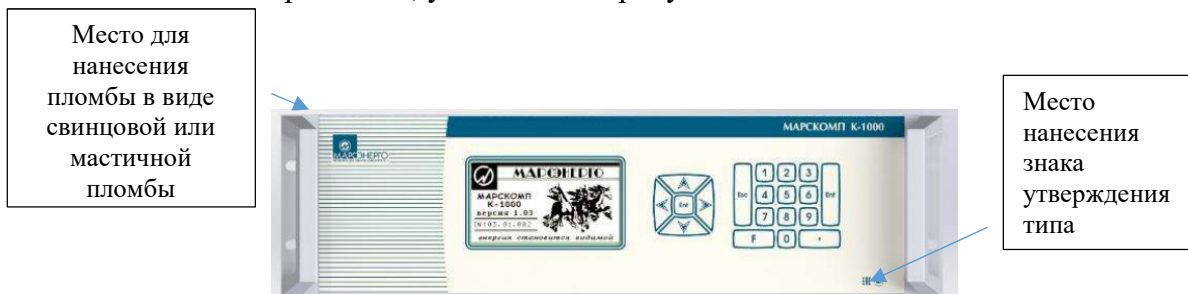 Место для
нанесения
пломбы в виде
свинцовой или
мастичной
пломбы
МАРСКОМП К-1000
МАРСЭНЕРГО
МАРСЭНЕРГО
МАРСКОМП
К-1000
версия 1.03
энергия становится видимой
1 2 3
Esc 4 5 6 Ent
7 8 9
F 0 .
Ent
Место
нанесения
знака
утверждения
типа